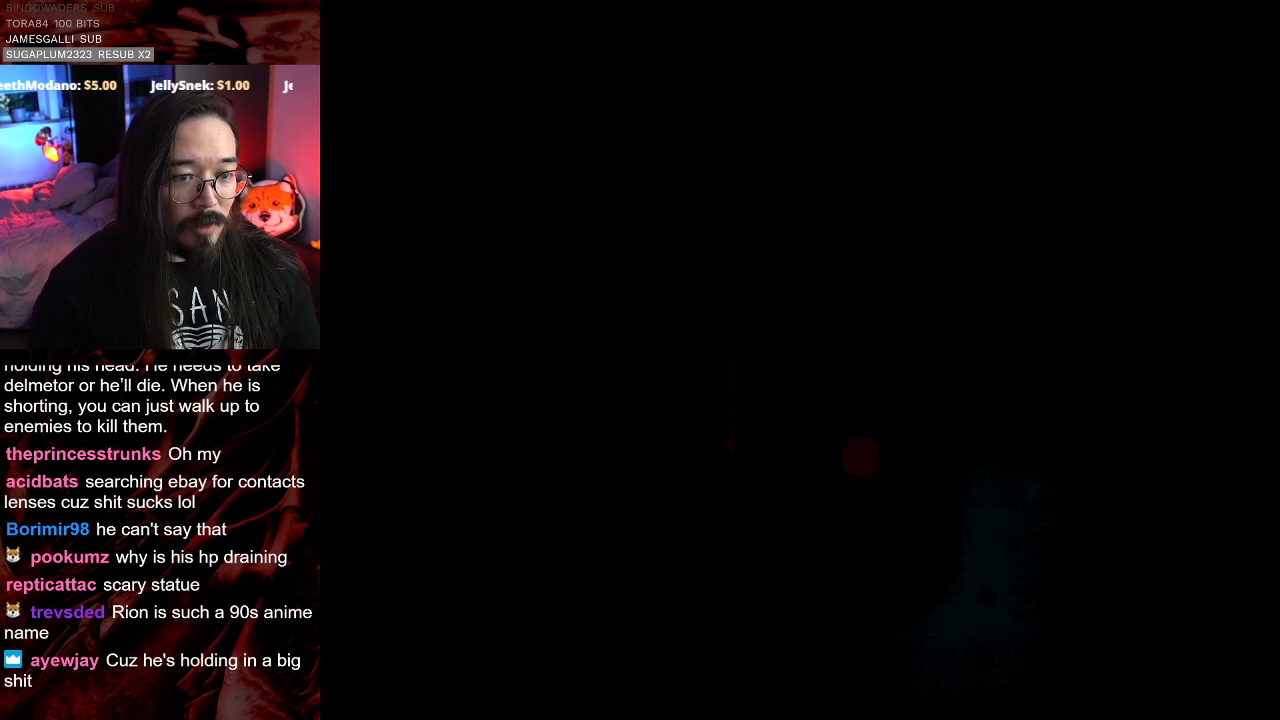 BINGOWADERS SUB
TORA84 100 BITS
JAMESGALLI SUB
SUGAPLUM2323 RESUB X2
eethModano: $5.00 JellySnek: $1.00 Je
SAN
holding his head. He needs to take
delmetor or he'll die. When he is
shorting, you can just walk up to
enemies to kill them.
theprincesstrunks Oh my
acidbats searching ebay for contacts
lenses cuz shit sucks lol
Borimir98 he can't say that
pookumz why is his hp draining
repticattac scary statue
trevsded Rion is such a 90s anime
name
ayewjay Cuz he's holding in a big
shit